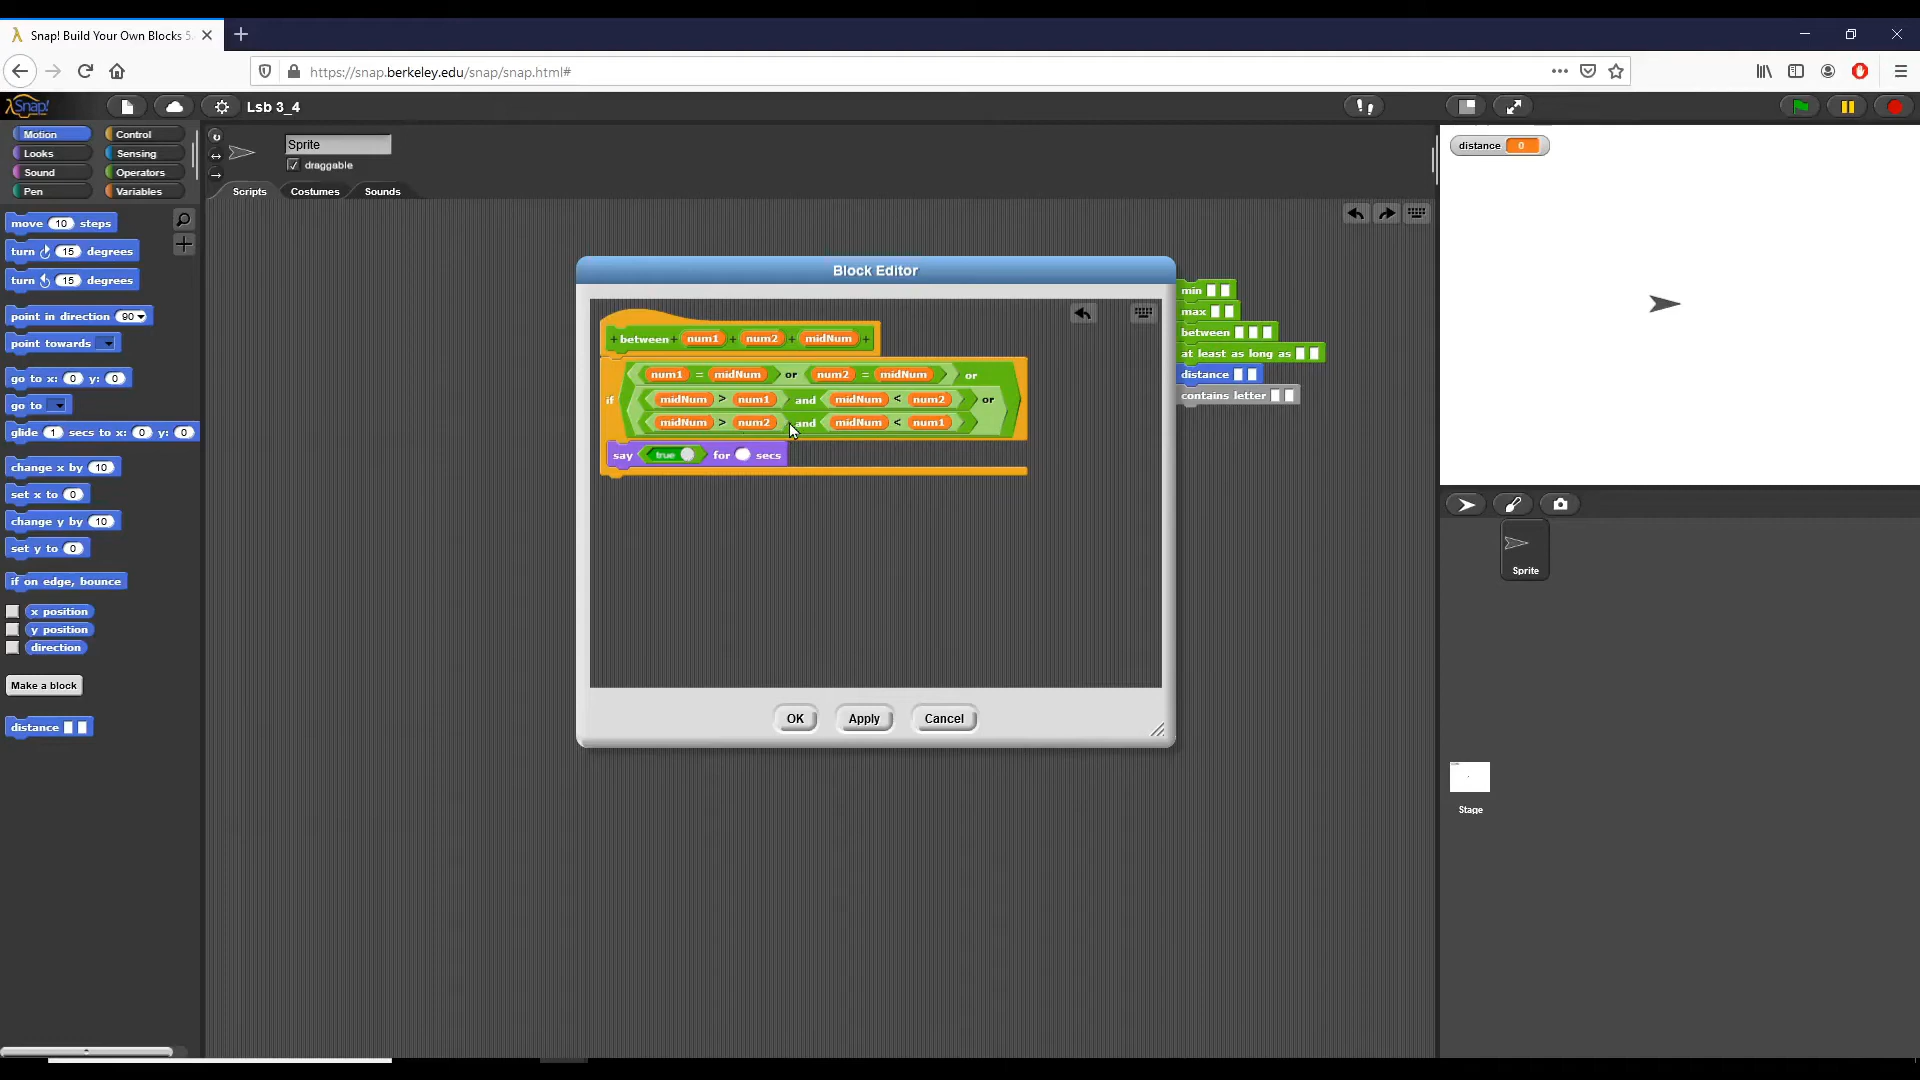 Snap! Build Your Own Blocks 5.
https://snap.berkeley.edu/snap/snap.html#
Snap! Lsb 3_4
Motion Control
Looks Sensing
Sound Operators
Pen Variables
move 10 steps
turn 15 degrees
turn 15 degrees
point in direction 90
point towards
go to x: 0 y: 0
go to
glide 1 secs to x: 0 y: 0
change x by 10
set x to 0
change y by 10
set y to 0
if on edge, bounce
x position
y position
direction
Make a block
distance
Sprite
draggable
Scripts Costumes Sounds
Block Editor
+ between + num1 + num2 + midNum +
num1 = midNum or num2 = midNum or
if midNum > num1 and midNum < num2 or
midNum > num2 and midNum < num1
say true for secs
OK Apply Cancel
min
max
between
at least as long as
distance
contains letter
distance 0
Sprite
Stage